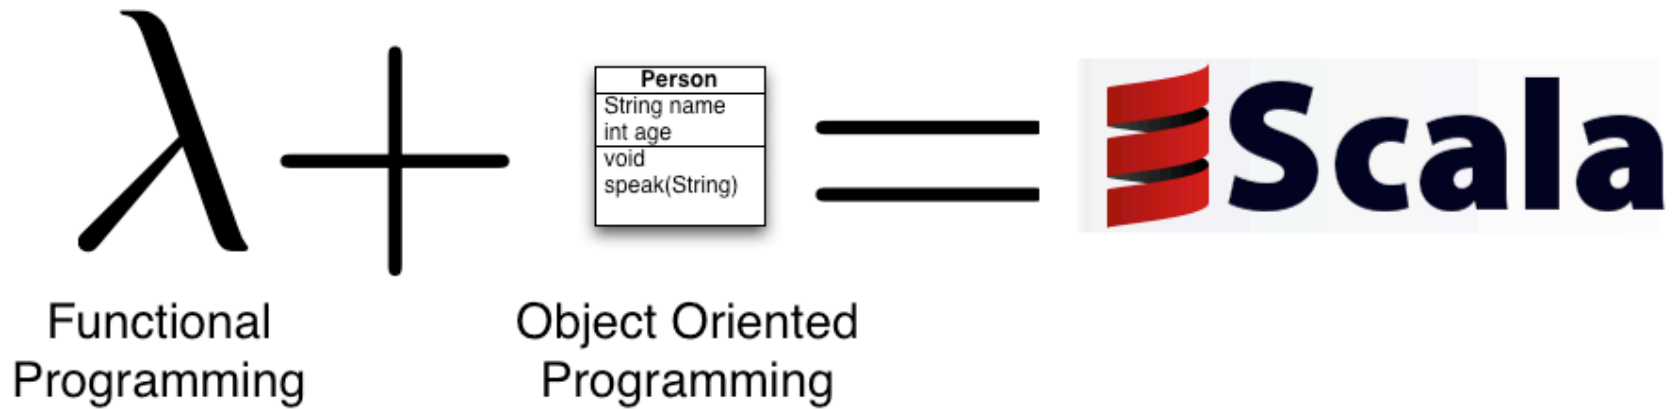 λ
Functional
Programming
+
Person
String name
int age
void
speak(String)
Object Oriented
Programming
=
Scala